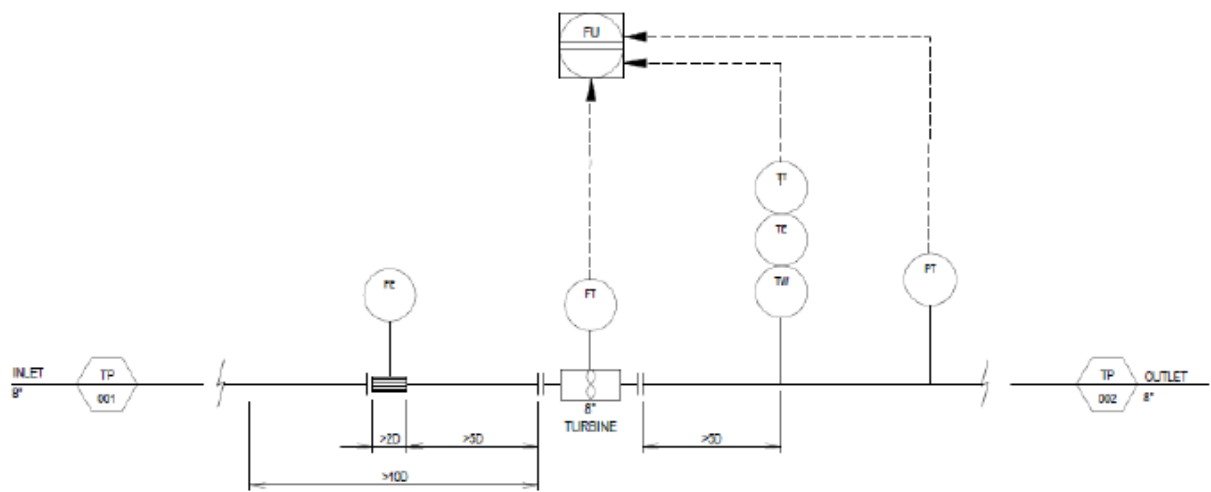 FU
TT
TE
TW
FE
FT
PT
INLET
8"
TP
001
TP
002
OUTLET
8"
8"
TURBINE
>2D
>5D
>5D
>10D